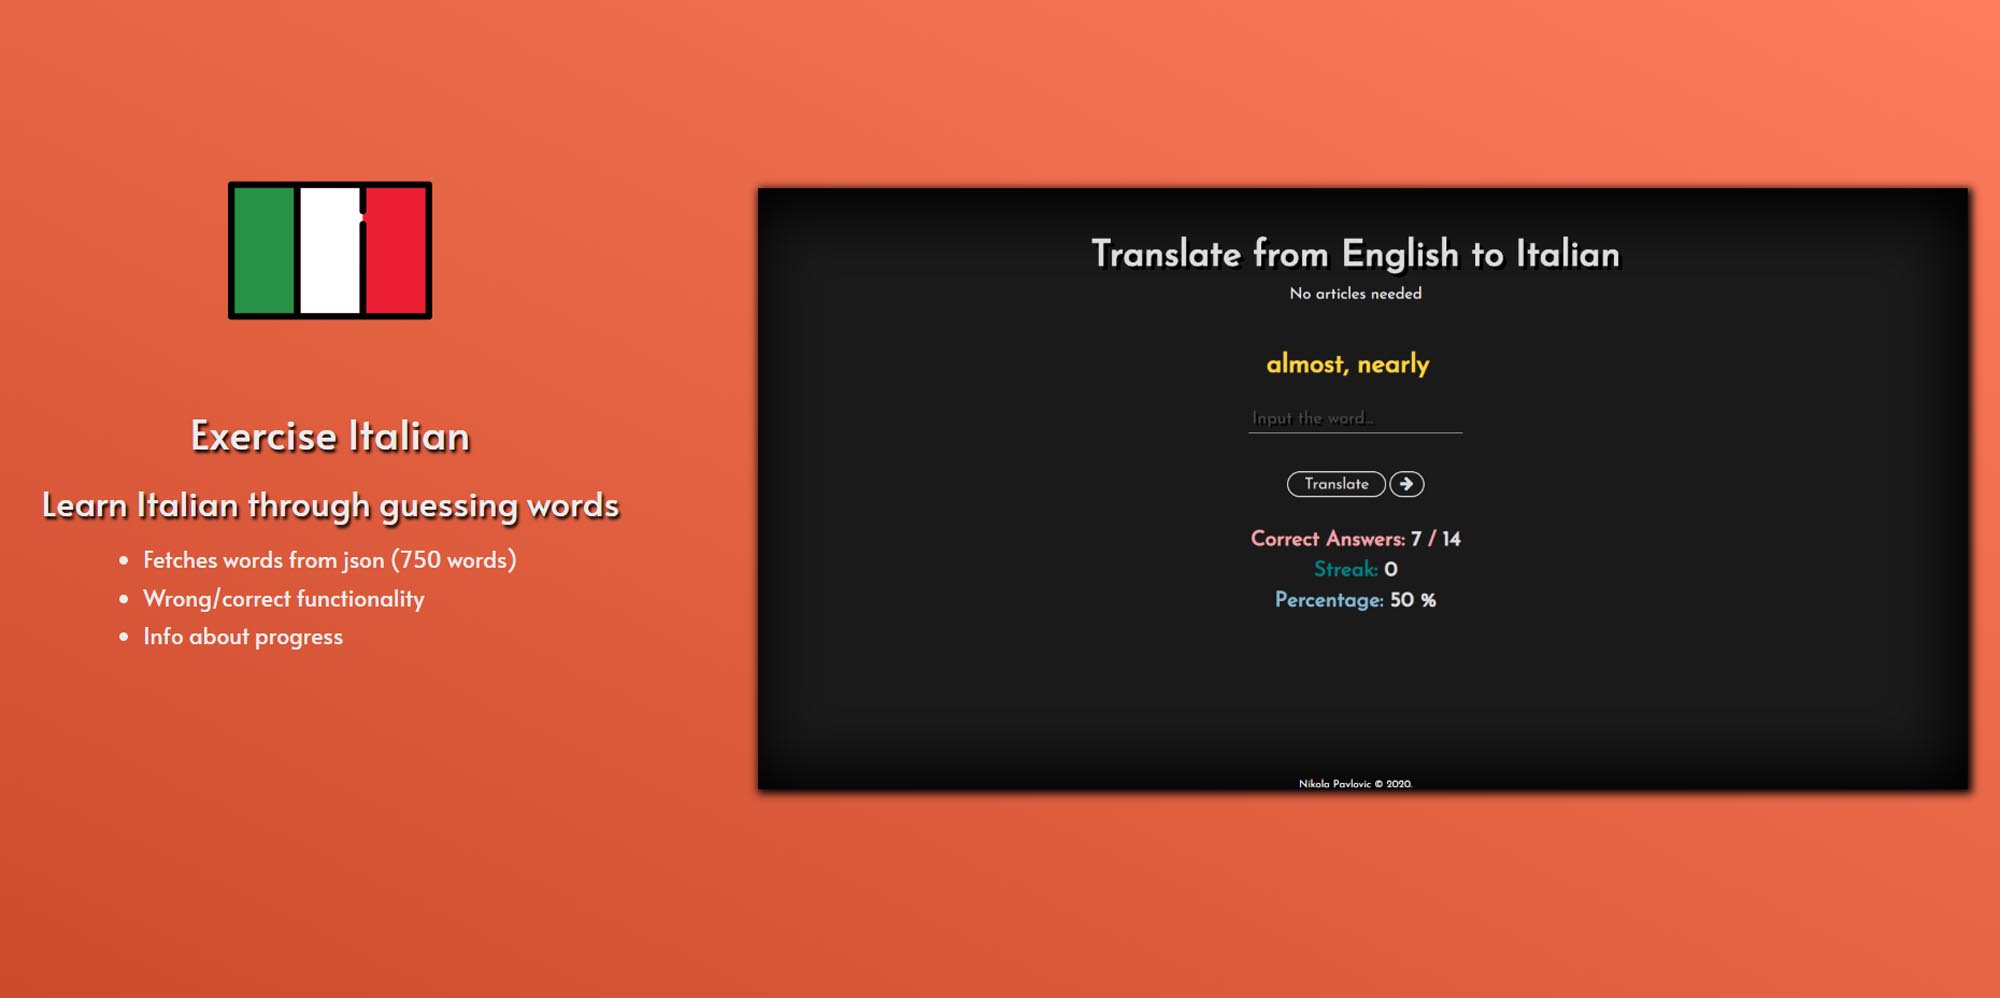 Exercise Italian
Learn Italian through guessing words
• Fetches words from json (750 words)
• Wrong/correct functionality
• Info about progress
Translate from English to Italian
No articles needed
almost, nearly
Input the word...
Translate
Correct Answers: 7 / 14
Streak: 0
Percentage: 50 %
Nikola Pavlovic © 2020.